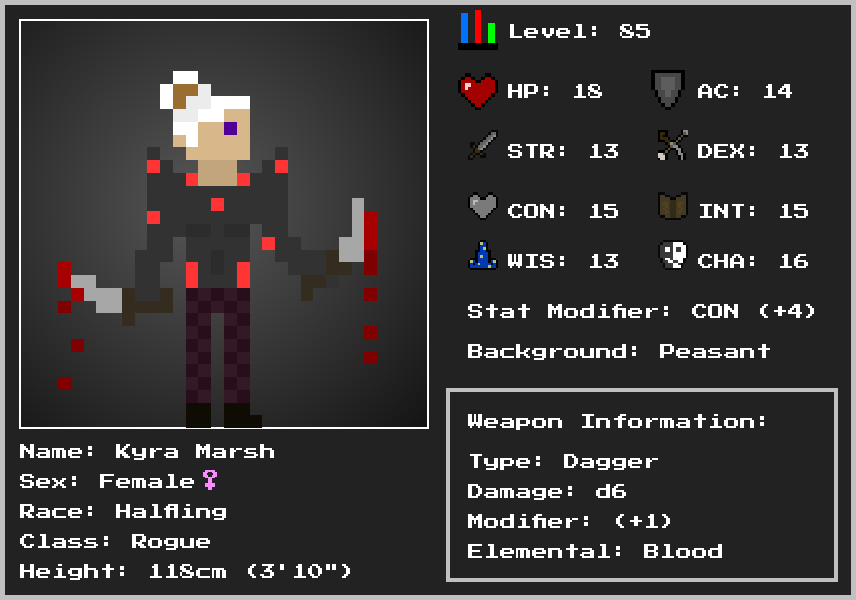 Level: 85
HP: 18
AC: 14
STR: 13
DEX: 13
CON: 15
INT: 15
WIS: 13
CHA: 16
Stat Modifier: CON (+4)
Background: Peasant
Weapon Information:
Type: Dagger
Damage: d6
Modifier: (+1)
Elemental: Blood
Name: Kyra Marsh
Sex: Female♀
Race: Halfling
Class: Rogue
Height: 118cm (3'10")